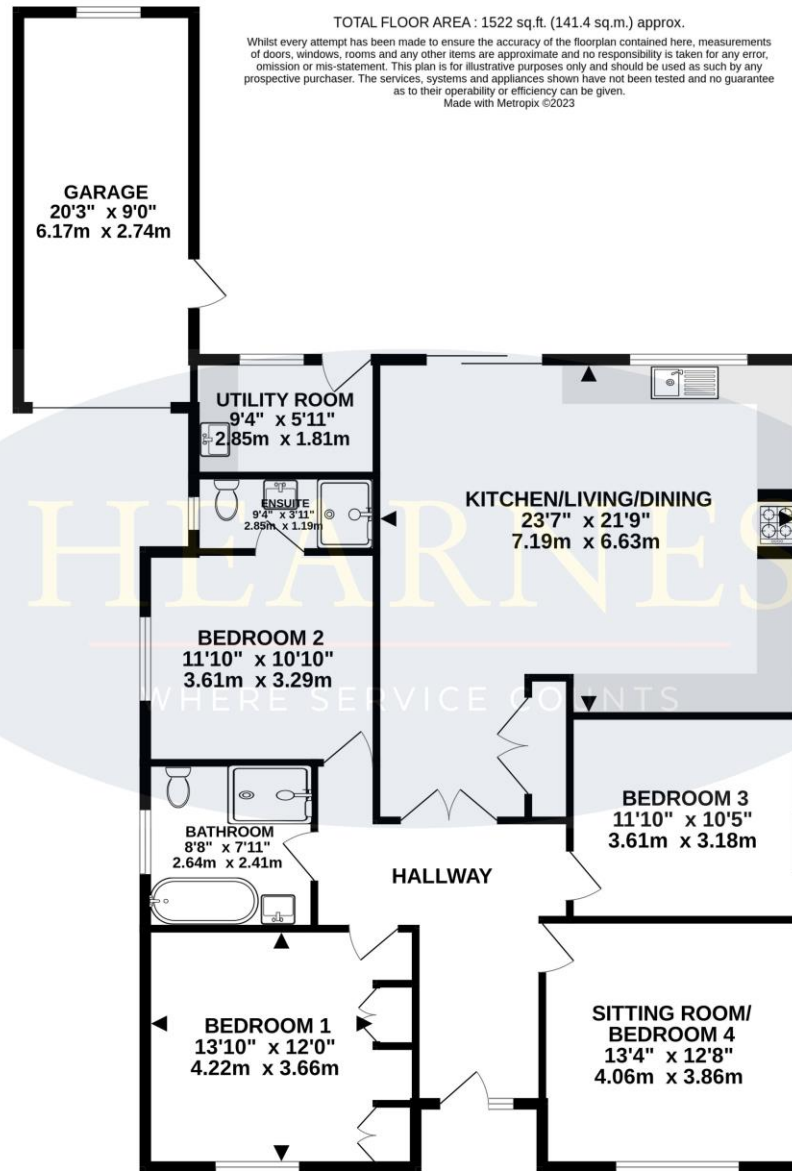 TOTAL FLOOR AREA : 1522 sq.ft. (141.4 sq.m.) approx.
Whilst every attempt has been made to ensure the accuracy of the floorplan contained here, measurements
of doors, windows, rooms and any other items are approximate and no responsibility is taken for any error,
omission or mis-statement. This plan is for illustrative purposes only and should be used as such by any
prospective purchaser. The services, systems and appliances shown have not been tested and no guarantee
as to their operability or efficiency can be given.
Made with Metropix ©2023
GARAGE
20'3" x 9'0"
6.17m x 2.74m
UTILITY ROOM
9'4" x 5'11"
2.85m x 1.81m
ENSUITE
9'4" x 3'11"
2.85m x 1.19m
KITCHEN/LIVING/DINING
23'7" x 21'9"
7.19m x 6.63m
HEARNES
WHERE SERVICE COUNTS
BEDROOM 2
11'10" x 10'10"
3.61m x 3.29m
BATHROOM
8'8" x 7'11"
2.64m x 2.41m
BEDROOM 3
11'10" x 10'5"
3.61m x 3.18m
HALLWAY
BEDROOM 1
13'10" x 12'0"
4.22m x 3.66m
SITTING ROOM/
BEDROOM 4
13'4" x 12'8"
4.06m x 3.86m